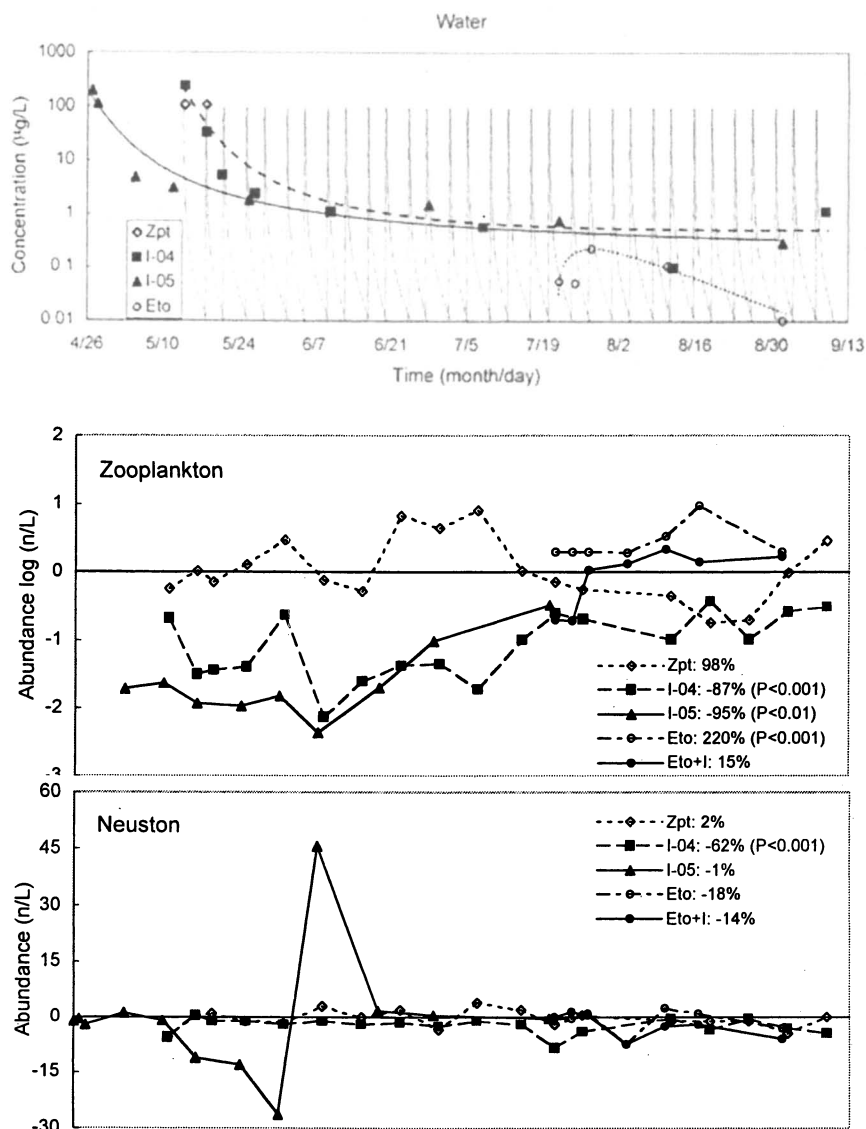 Water
Concentration (µg/L)
1000
100
10
1
0 1
0 01
Zpt
I-04
I-05
Eto
4/26 5/10 5/24 6/7 6/21 7/5 7/19 8/2 8/16 8/30 9/13
Time (month/day)
Abundance log (n/L)
2
1
0
-1
-2
-3
Zooplankton
Zpt: 98%
I-04: -87% (P<0.001)
I-05: -95% (P<0.01)
Eto: 220% (P<0.001)
Eto+I: 15%
Abundance (n/L)
60
45
30
15
0
-15
-30
Neuston
Zpt: 2%
I-04: -62% (P<0.001)
I-05: -1%
Eto: -18%
Eto+I: -14%